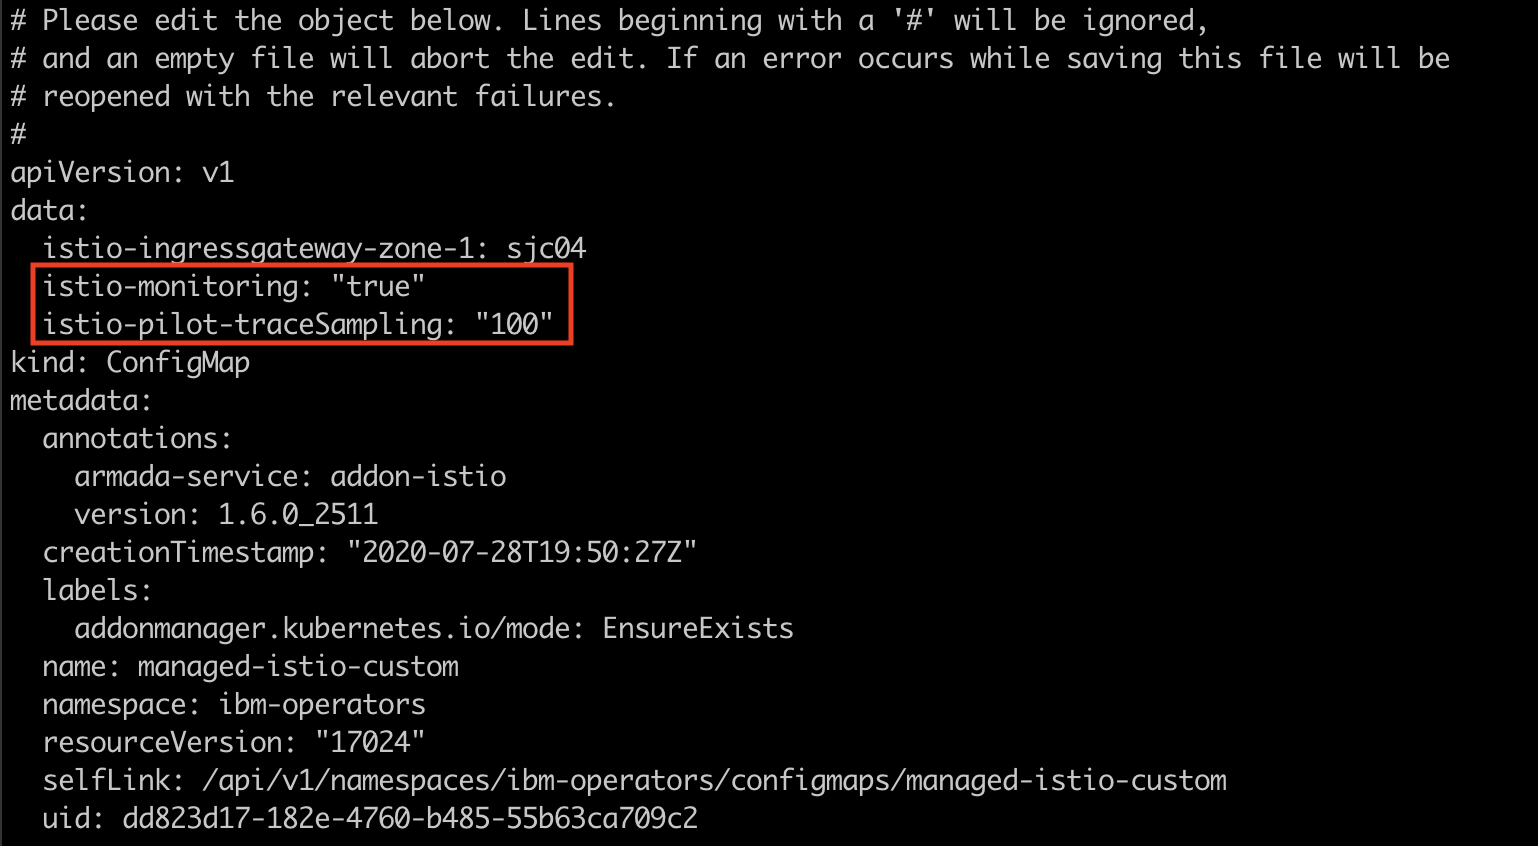 # Please edit the object below. Lines beginning with a '#' will be ignored,
# and an empty file will abort the edit. If an error occurs while saving this file will be
# reopened with the relevant failures.
#
apiVersion: v1
data:
  istio-ingressgateway-zone-1: sjc04
  istio-monitoring: "true"
  istio-pilot-traceSampling: "100"
kind: ConfigMap
metadata:
  annotations:
    armada-service: addon-istio
    version: 1.6.0_2511
  creationTimestamp: "2020-07-28T19:50:27Z"
  labels:
    addonmanager.kubernetes.io/mode: EnsureExists
  name: managed-istio-custom
  namespace: ibm-operators
  resourceVersion: "17024"
  selfLink: /api/v1/namespaces/ibm-operators/configmaps/managed-istio-custom
  uid: dd823d17-182e-4760-b485-55b63ca709c2